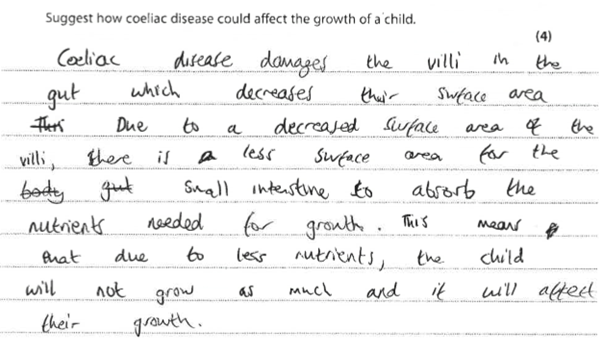 Suggest how coeliac disease could affect the growth of a child.
(4)
Coeliac disease damages the villi in the
gut which decreases their surface area
This Due to a decreased surface area of the
villi, there is a less surface area for the
body gut small intenstine to absorb the
nutrients needed for growth. This means
that due to less nutrients, the child
will not grow as much and it will affect
their growth.